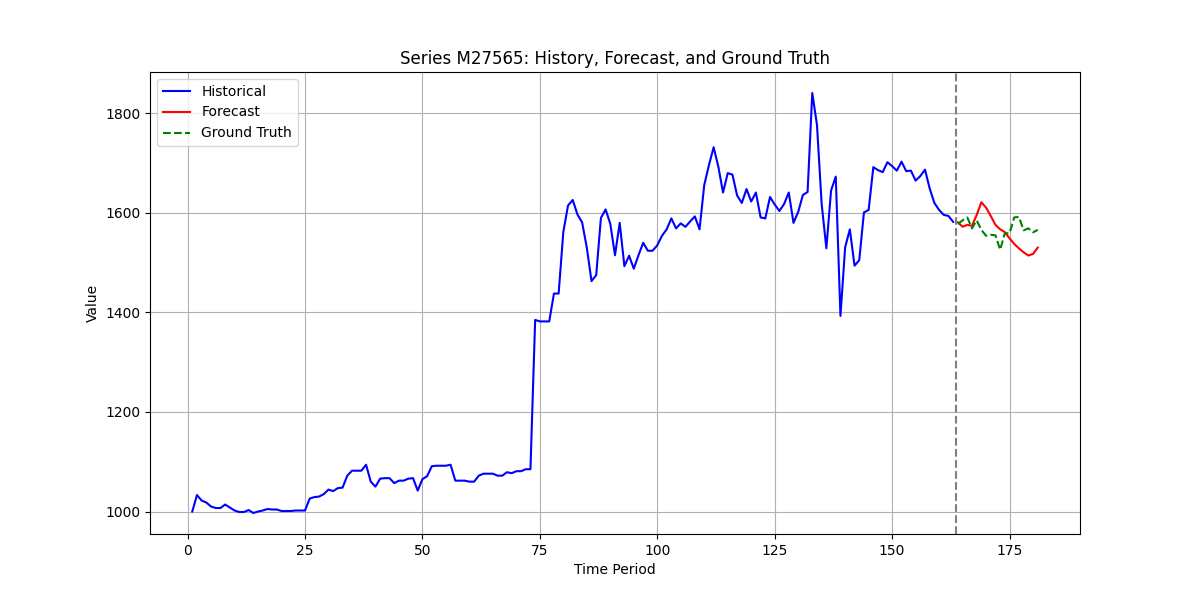 Series M27565: History, Forecast, and Ground Truth
Historical
Forecast
Ground Truth
1800
1600
1400
1200
1000
Value
0 25 50 75 100 125 150 175
Time Period